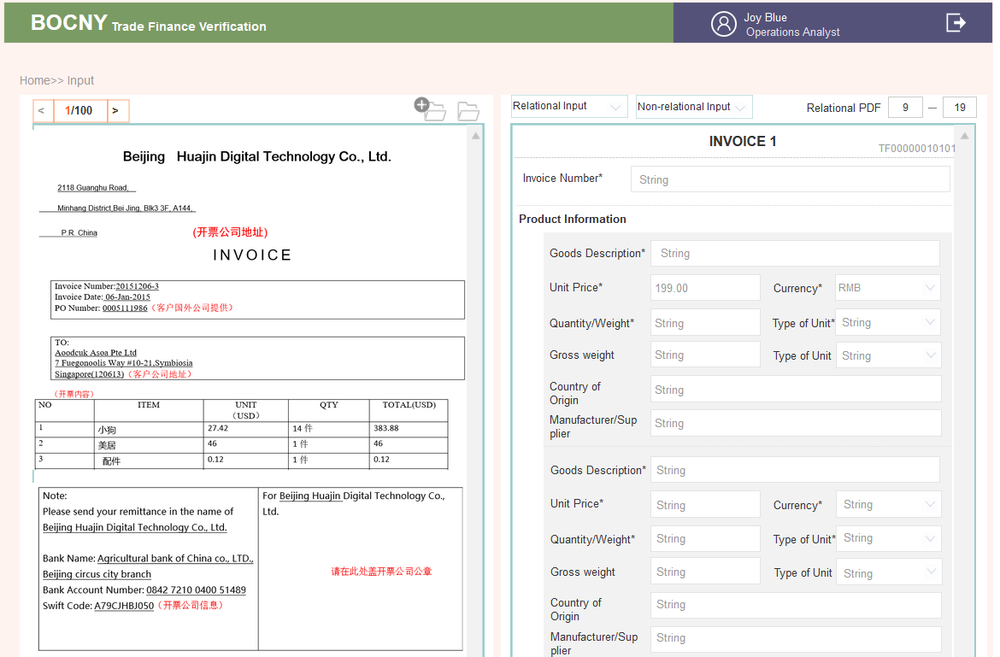 BOCNY Trade Finance Verification
Joy Blue
Operations Analyst
Home>> Input
< 1/100 >
Beijing Huajin Digital Technology Co., Ltd.
2118 Guanghu Road,
Minhang District,Bei Jing, Blk3 3F, A144,
P.R. China
(开票公司地址)
INVOICE
Invoice Number:20151206-3
Invoice Date: 06-Jan-2015
PO Number: 0005111986（客户国外公司提供）
TO:
Aoodcuk Asoa Pte Ltd
7 Fuegonoolis Way #10-21,Symbiosia
Singapore(120613)（客户公司地址）
（开票内容）
NO ITEM UNIT （USD） QTY TOTAL(USD)
1 小狗 27.42 14 件 383.88
2 美居 46 1 件 46
3 配件 0.12 1 件 0.12
Note:
Please send your remittance in the name of
Beijing Huajin Digital Technology Co., Ltd.
Bank Name: Agricultural bank of China co., LTD.,
Beijing circus city branch
Bank Account Number: 0842 7210 0400 51489
Swift Code: A79CJHBJ050（开票公司信息）
For Beijing Huajin Digital Technology Co.,
Ltd.
请在此处盖开票公司公章
Relational Input Non-relational Input Relational PDF 9 — 19
INVOICE 1
TF00000010101
Invoice Number* String
Product Information
Goods Description* String
Unit Price* 199.00 Currency* RMB
Quantity/Weight* String Type of Unit* String
Gross weight String Type of Unit String
Country of
Origin String
Manufacturer/Sup
plier String
Goods Description* String
Unit Price* String Currency* String
Quantity/Weight* String Type of Unit* String
Gross weight String Type of Unit String
Country of
Origin String
Manufacturer/Sup
plier String